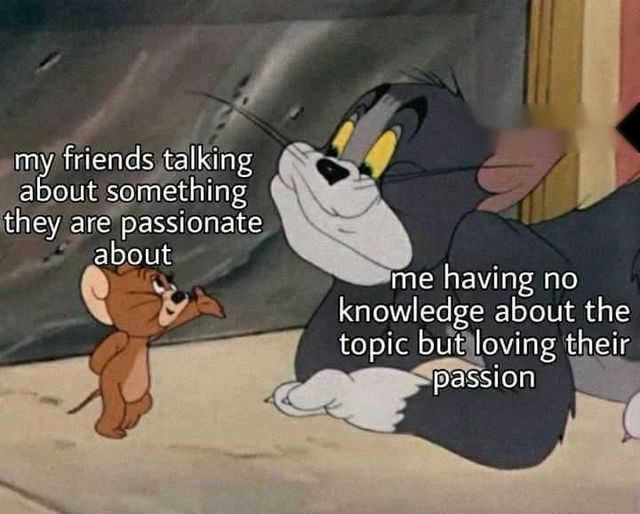 my friends talking
about something
they are passionate
about
me having no
knowledge about the
topic but loving their
passion